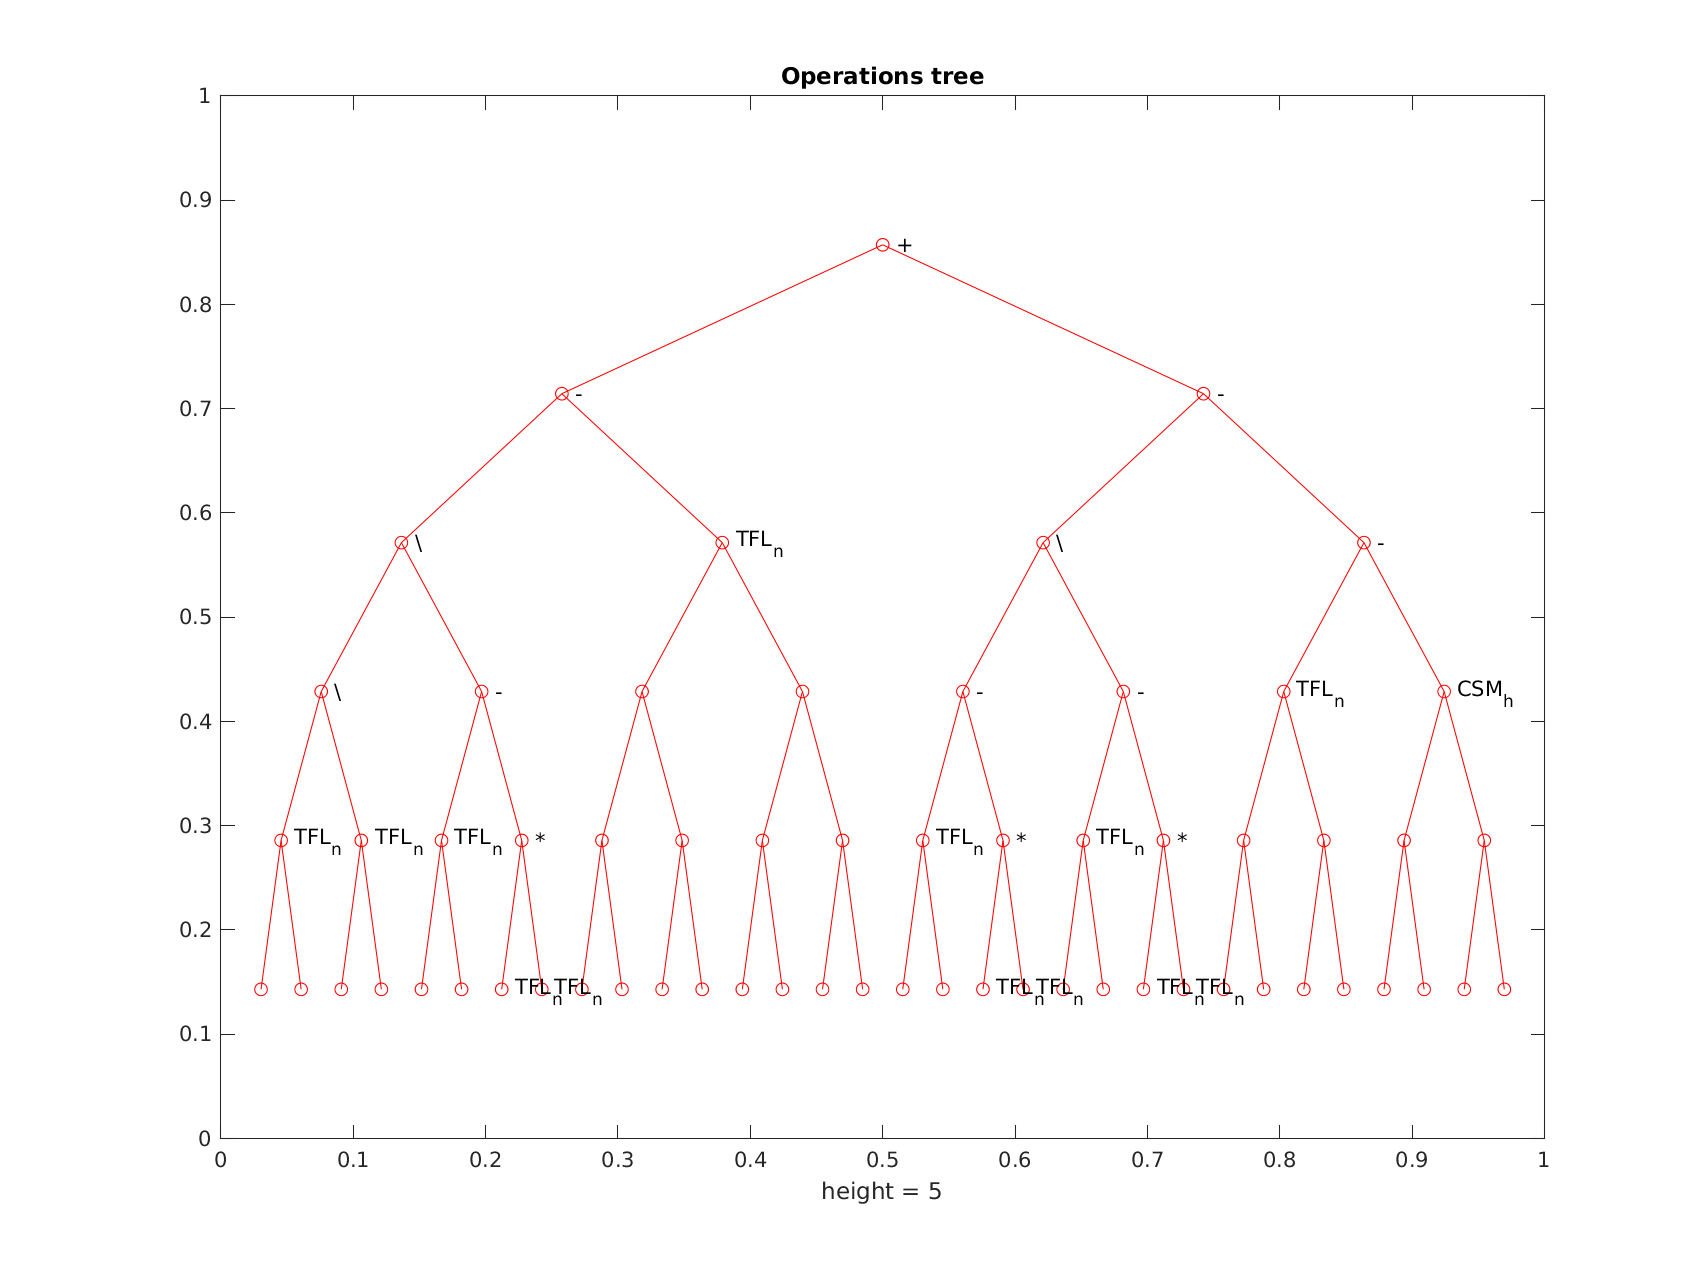 Operations tree
1
0.9
+
0.8
- -
0.7
0.6
\ TFLn \ -
0.5
\ - - - TFLn CSMh
0.4
0.3
TFLn TFLn TFLn * TFLn * TFLn *
0.2
TFLn TFLn TFLn TFLn TFLn TFLn
0.1
0
0 0.1 0.2 0.3 0.4 0.5 0.6 0.7 0.8 0.9 1
height = 5